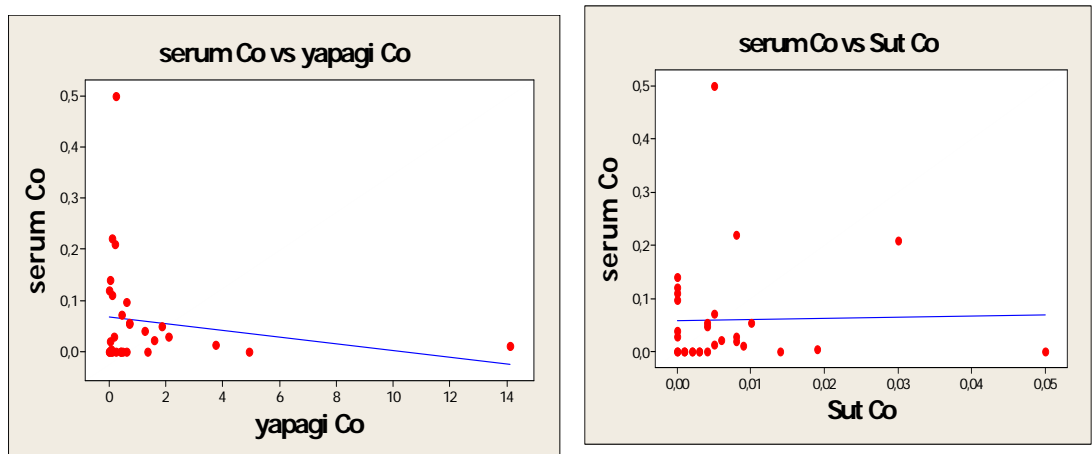 serum Co vs yapagi Co
serum Co
0,5
0,4
0,3
0,2
0,1
0,0
0 2 4 6 8 10 12 14
yapagi Co
serum Co vs Sut Co
serum Co
0,5
0,4
0,3
0,2
0,1
0,0
0,00 0,01 0,02 0,03 0,04 0,05
Sut Co